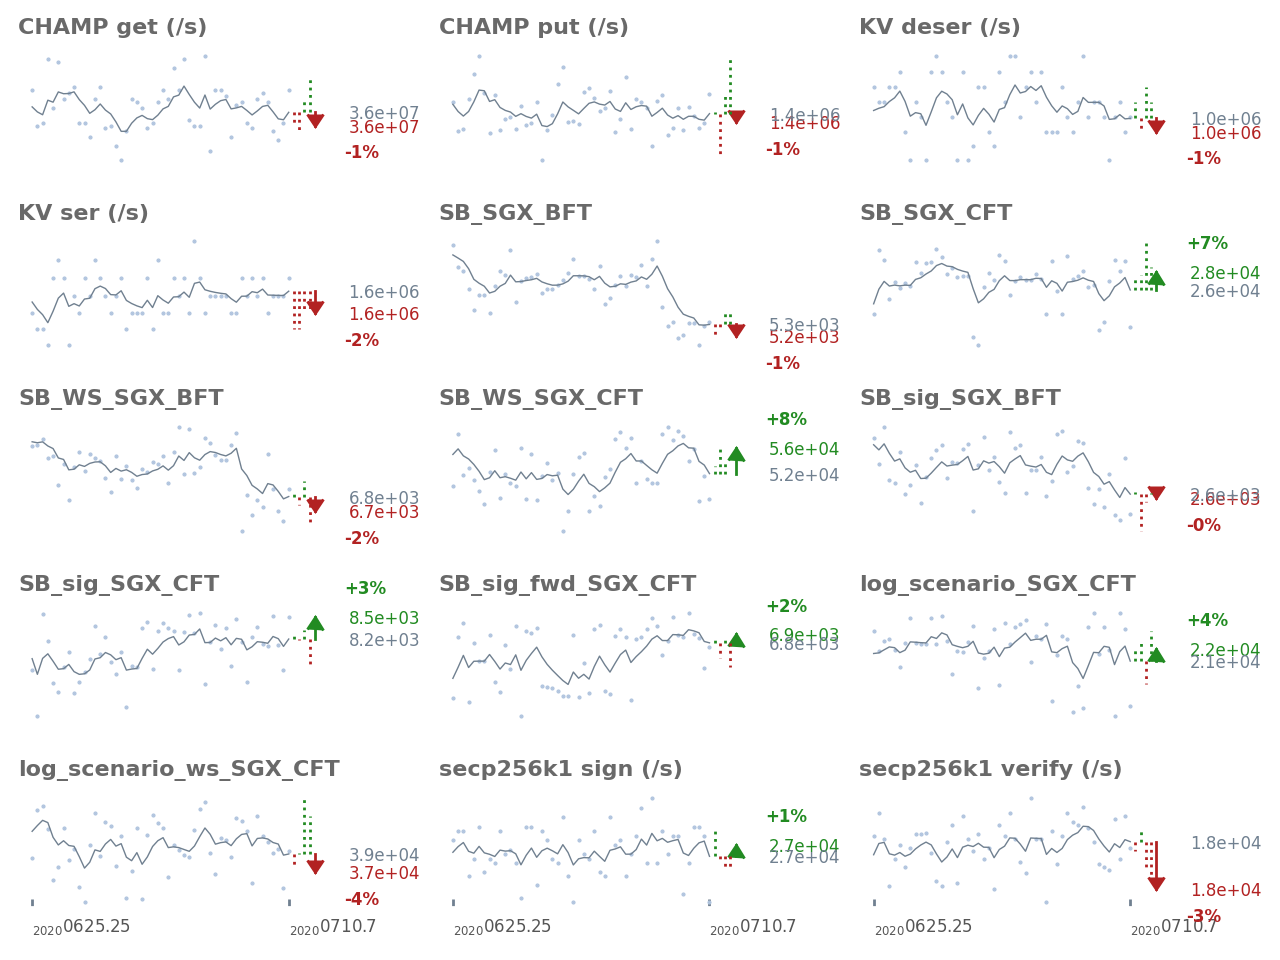 CHAMP get (/s)
3.6e+07
3.6e+07
-1%
CHAMP put (/s)
1.4e+06
1.4e+06
-1%
KV deser (/s)
1.0e+06
1.0e+06
-1%
KV ser (/s)
1.6e+06
1.6e+06
-2%
SB_SGX_BFT
5.3e+03
5.2e+03
-1%
SB_SGX_CFT
+7%
2.8e+04
2.6e+04
SB_WS_SGX_BFT
6.8e+03
6.7e+03
-2%
SB_WS_SGX_CFT
+8%
5.6e+04
5.2e+04
SB_sig_SGX_BFT
2.6e+03
2.6e+03
-0%
SB_sig_SGX_CFT
+3%
8.5e+03
8.2e+03
SB_sig_fwd_SGX_CFT
+2%
6.9e+03
6.8e+03
log_scenario_SGX_CFT
+4%
2.2e+04
2.1e+04
log_scenario_ws_SGX_CFT
3.9e+04
3.7e+04
-4%
20200625.25
20200710.7
secp256k1 sign (/s)
+1%
2.7e+04
2.7e+04
20200625.25
20200710.7
secp256k1 verify (/s)
1.8e+04
1.8e+04
-3%
20200625.25
20200710.7